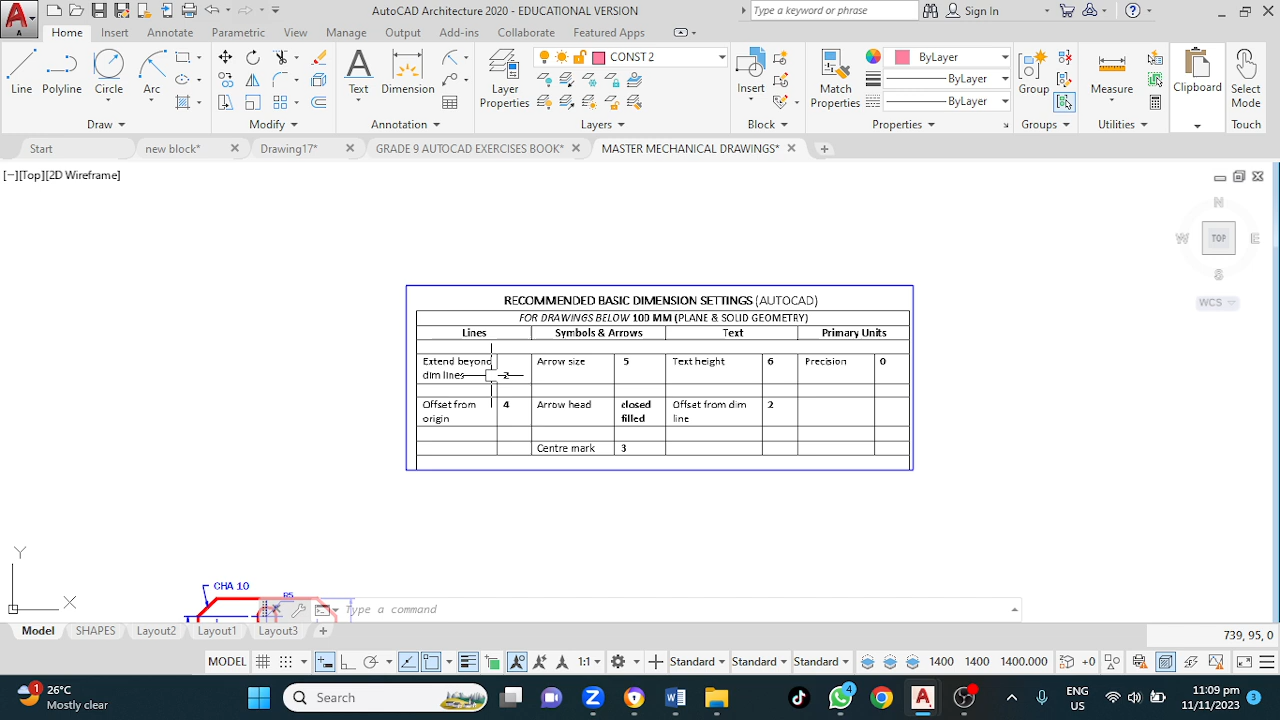 AutoCAD Architecture 2020 - EDUCATIONAL VERSION
Type a keyword or phrase
Sign In
Home Insert Annotate Parametric View Manage Output Add-ins Collaborate Featured Apps
CONST 2
ByLayer
ByLayer
ByLayer
Line Polyline Circle Arc Text Dimension Layer Properties Insert Match Properties Group Measure Clipboard Select Mode
Draw Modify Annotation Layers Block Properties Groups Utilities Touch
Start new block* Drawing17* GRADE 9 AUTOCAD EXERCISES BOOK* MASTER MECHANICAL DRAWINGS*
[−][Top][2D Wireframe]
N
W TOP E
S
WCS
RECOMMENDED BASIC DIMENSION SETTINGS (AUTOCAD)
FOR DRAWINGS BELOW 100 MM (PLANE & SOLID GEOMETRY)
Lines Symbols & Arrows Text Primary Units
Extend beyond dim lines 2 Arrow size 5 Text height 6 Precision 0
Offset from origin 4 Arrow head closed filled Offset from dim line 2
Centre mark 3
Y
X
CHA 10
R5
Type a command
Model SHAPES Layout2 Layout1 Layout3
739, 95, 0
MODEL 1:1 Standard Standard Standard 1400 1400 1400.000 +0
1
26°C
Mostly clear
Search
4
ENG
US
11:09 pm
11/11/2023
3